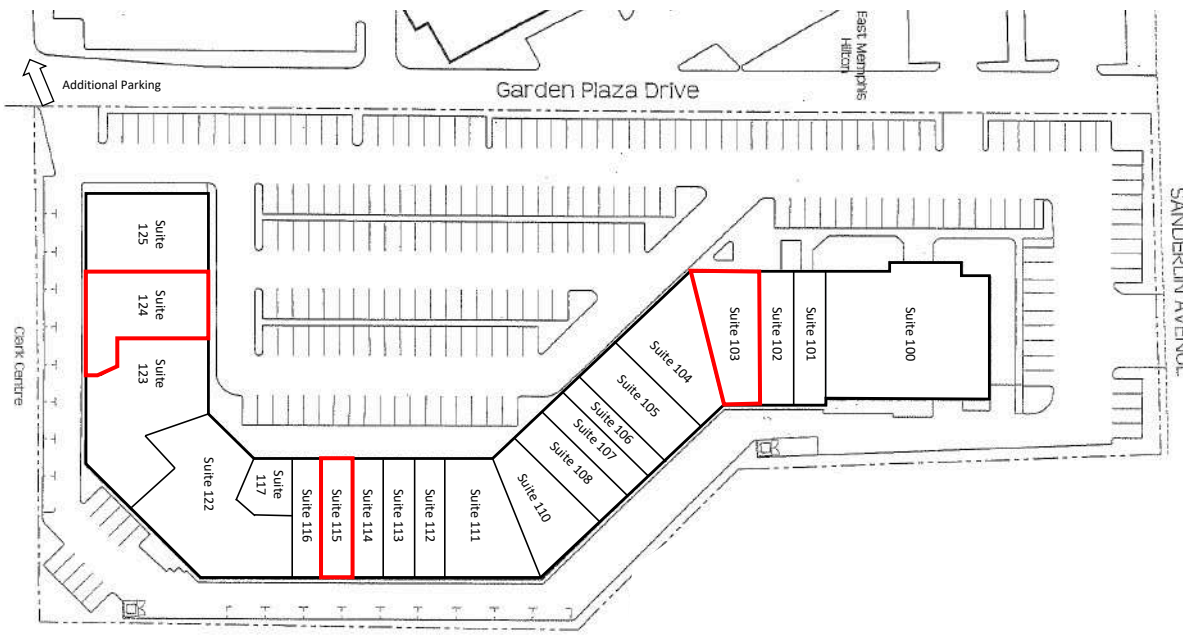 East Memphis
Hilton
Additional Parking
Garden Plaza Drive
SANDERLIN AVENUE
Clark Centre
Suite
125
Suite
124
Suite
123
Suite 122
Suite
117
Suite 116
Suite 115
Suite 114
Suite 113
Suite 112
Suite 111
Suite 110
Suite 108
Suite 107
Suite 106
Suite 105
Suite 104
Suite 103
Suite 102
Suite 101
Suite 100